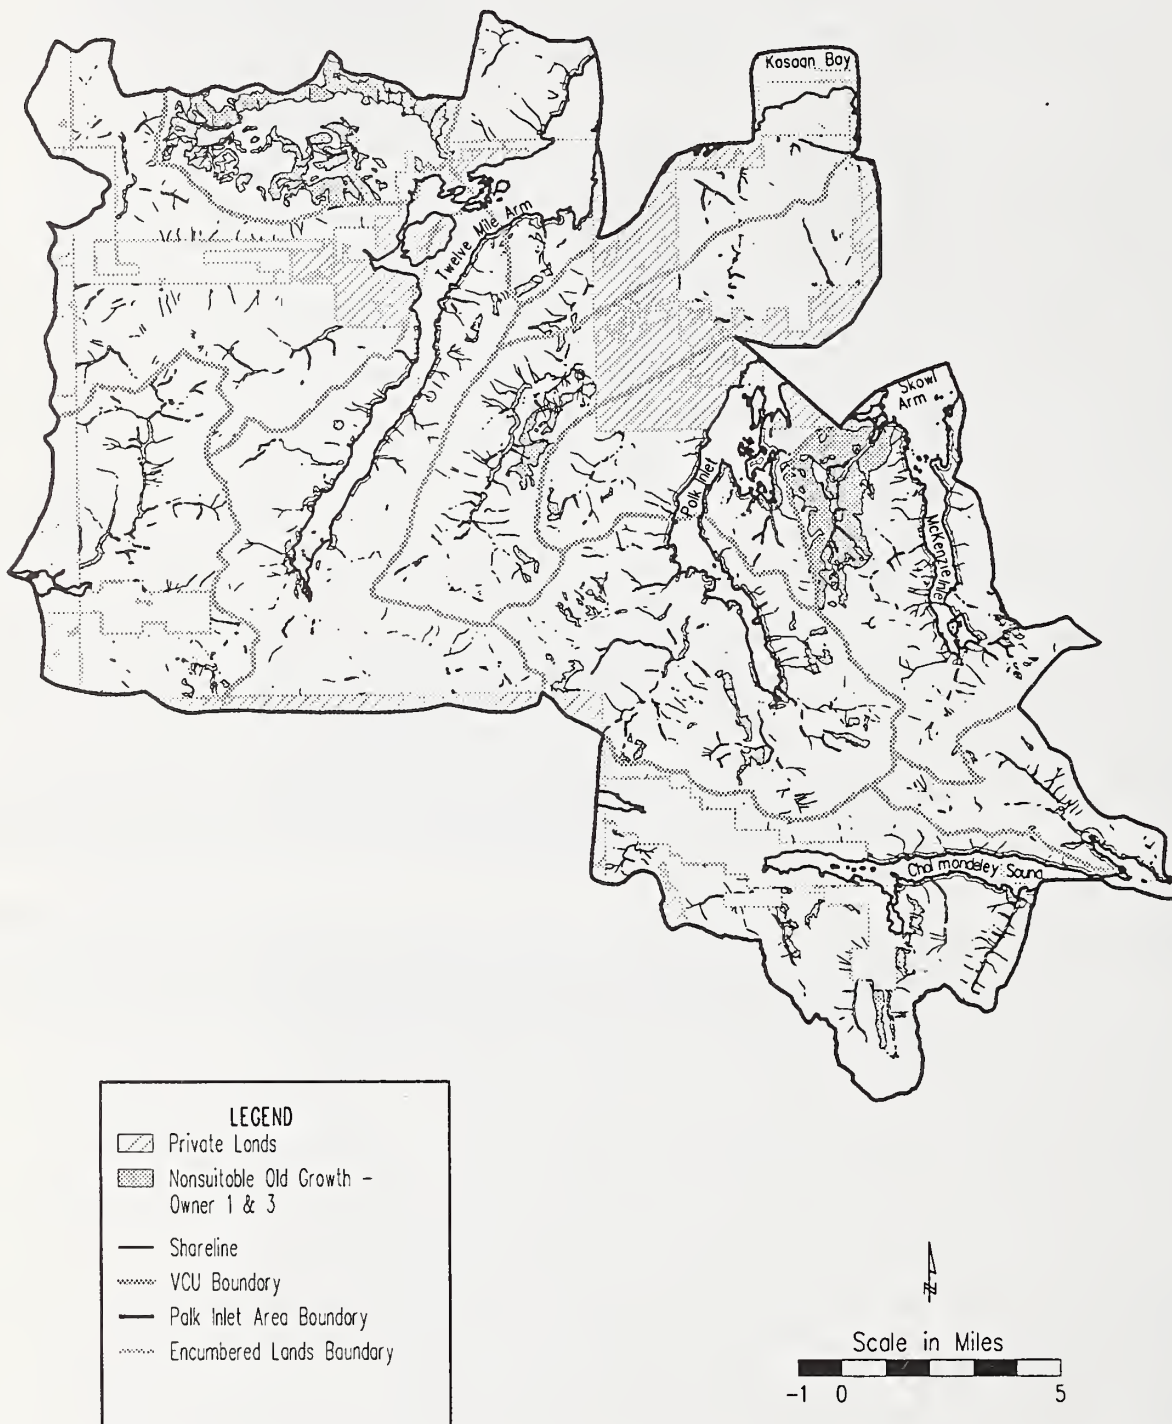 Kasaan Bay
Twelve Mile Arm
Skowl
Arm
Polk Inlet
McKenzie Inlet
Cholmondeley Sound
LEGEND
Private Lands
Nonsuitable Old Growth -
Owner 1 & 3
Shoreline
VCU Boundary
Polk Inlet Area Boundary
Encumbered Lands Boundary
N
Scale in Miles
-1 0 5